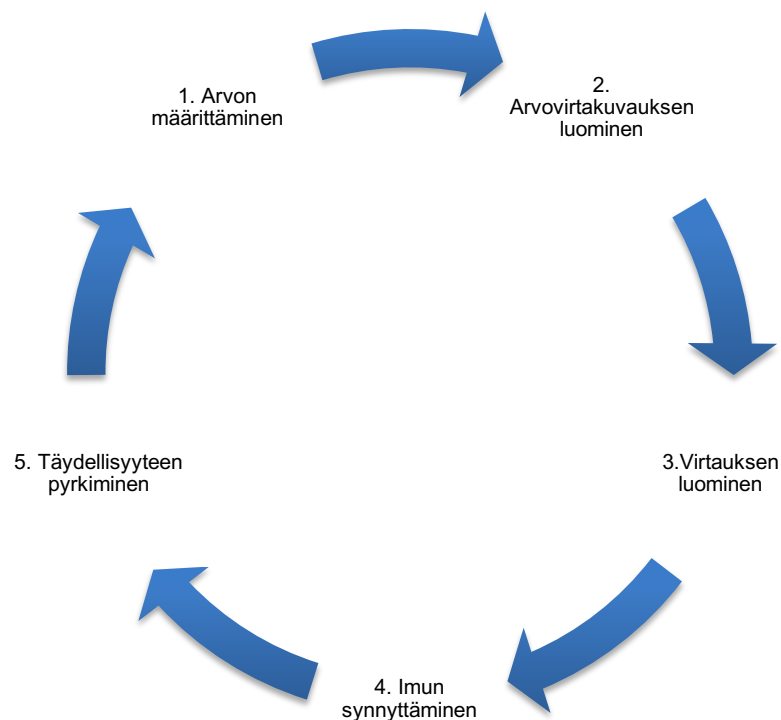 1. Arvon
määrittäminen
2.
Arvovirtakuvauksen
luominen
3.Virtauksen
luominen
4. Imun
synnyttäminen
5. Täydellisyyteen
pyrkiminen